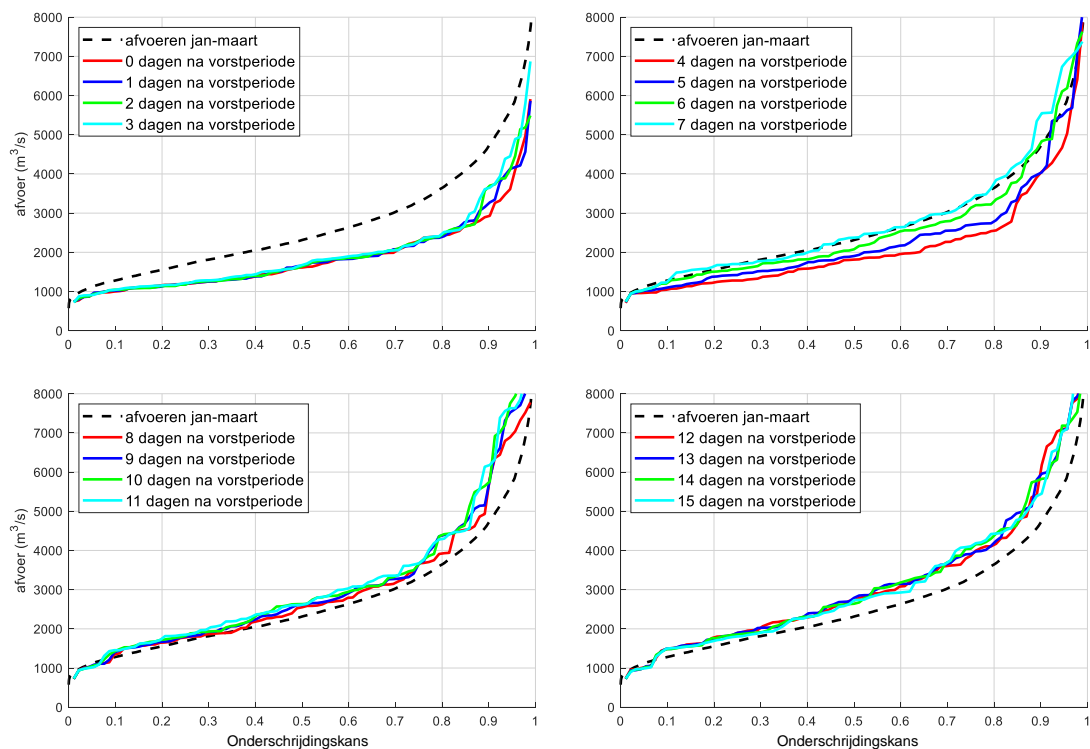 8000
7000
6000
5000
4000
3000
2000
1000
0
afvoer (m³/s)
afvoeren jan-maart
0 dagen na vorstperiode
1 dagen na vorstperiode
2 dagen na vorstperiode
3 dagen na vorstperiode
0 0.1 0.2 0.3 0.4 0.5 0.6 0.7 0.8 0.9 1
8000
7000
6000
5000
4000
3000
2000
1000
0
afvoeren jan-maart
4 dagen na vorstperiode
5 dagen na vorstperiode
6 dagen na vorstperiode
7 dagen na vorstperiode
0 0.1 0.2 0.3 0.4 0.5 0.6 0.7 0.8 0.9 1
8000
7000
6000
5000
4000
3000
2000
1000
0
afvoer (m³/s)
afvoeren jan-maart
8 dagen na vorstperiode
9 dagen na vorstperiode
10 dagen na vorstperiode
11 dagen na vorstperiode
0 0.1 0.2 0.3 0.4 0.5 0.6 0.7 0.8 0.9 1
Onderschrijdingskans
8000
7000
6000
5000
4000
3000
2000
1000
0
afvoeren jan-maart
12 dagen na vorstperiode
13 dagen na vorstperiode
14 dagen na vorstperiode
15 dagen na vorstperiode
0 0.1 0.2 0.3 0.4 0.5 0.6 0.7 0.8 0.9 1
Onderschrijdingskans